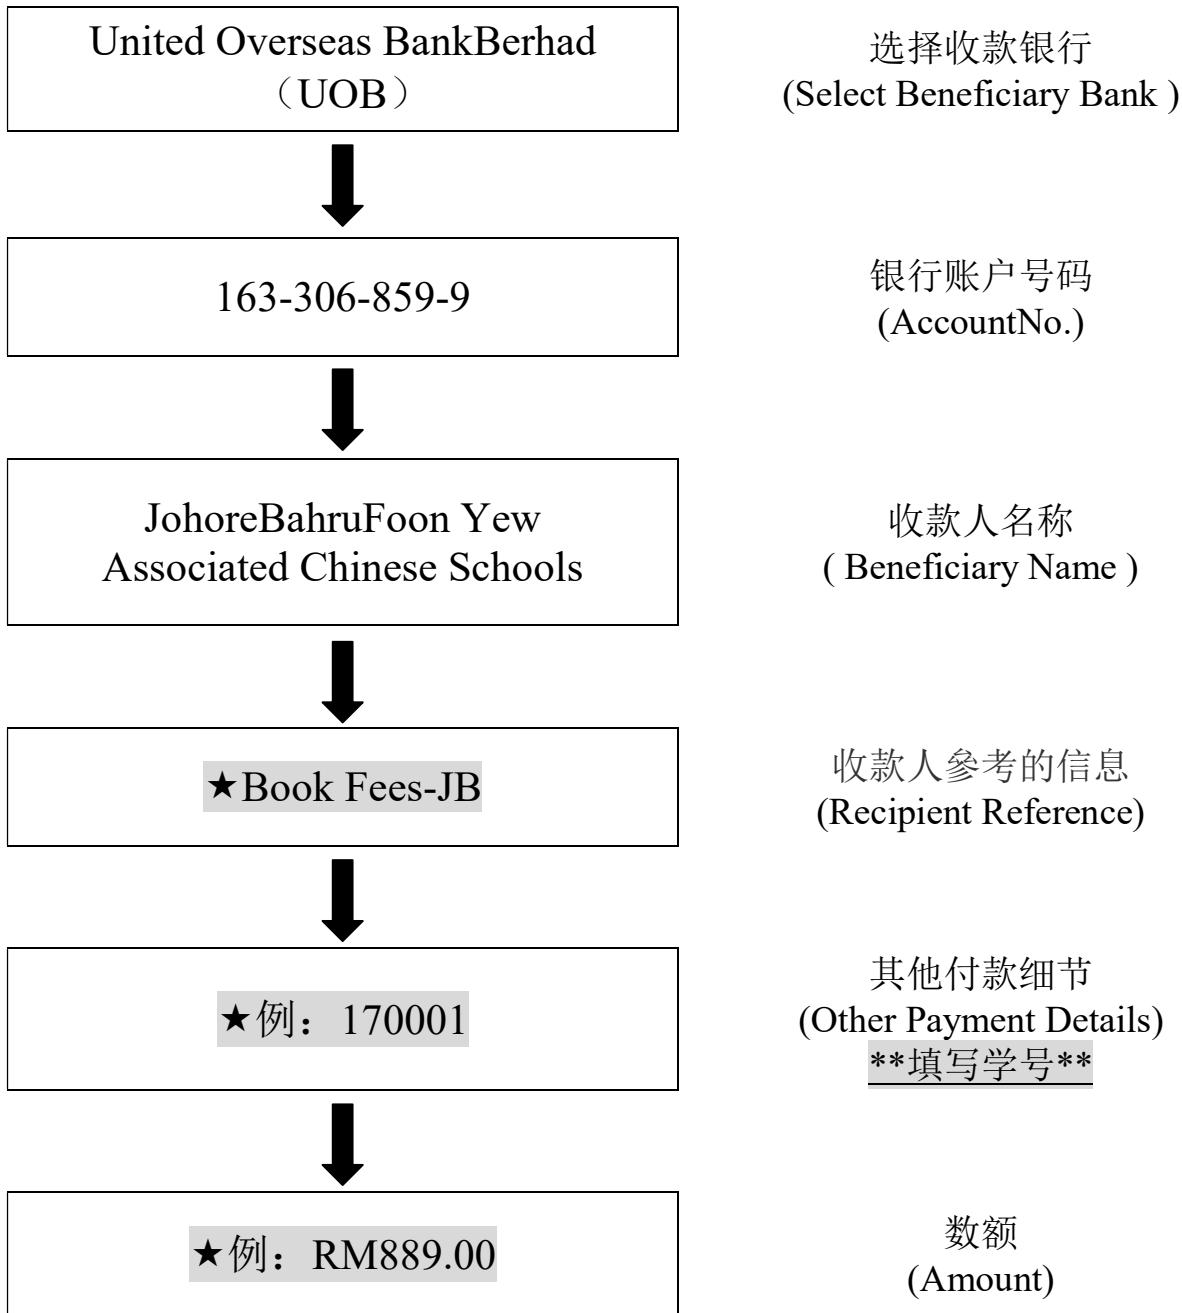 United Overseas BankBerhad
（UOB）
选择收款银行
(Select Beneficiary Bank )
163-306-859-9
银行账户号码
(AccountNo.)
JohoreBahruFoon Yew
Associated Chinese Schools
收款人名称
( Beneficiary Name )
★Book Fees-JB
收款人參考的信息
(Recipient Reference)
★例：170001
其他付款细节
(Other Payment Details)
**填写学号**
★例：RM889.00
数额
(Amount)